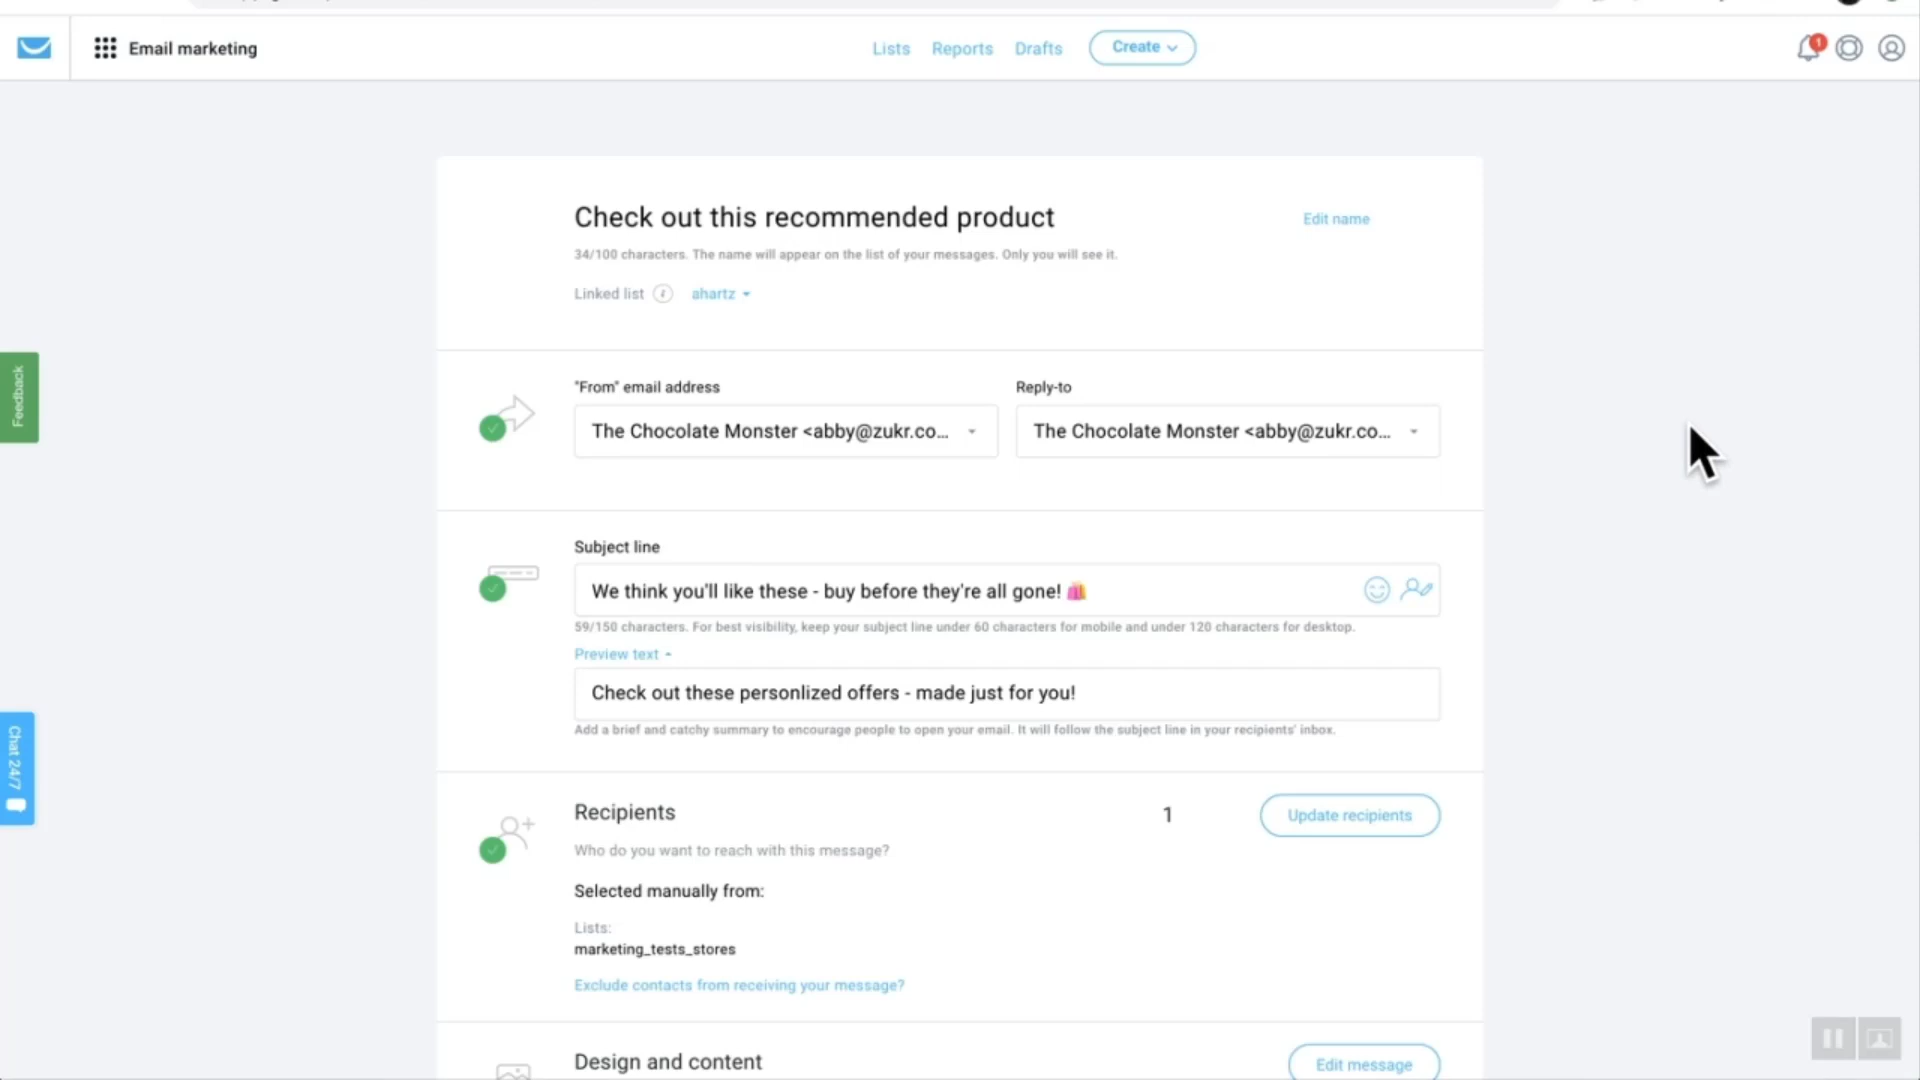 Email marketing
Lists Reports Drafts Create
1
Check out this recommended product
Edit name
34/100 characters. The name will appear on the list of your messages. Only you will see it.
Linked list i ahartz
Feedback
"From" email address
Reply-to
The Chocolate Monster <abby@zukr.co...
The Chocolate Monster <abby@zukr.co...
Subject line
We think you'll like these - buy before they're all gone! 🛍️
59/150 characters. For best visibility, keep your subject line under 60 characters for mobile and under 120 characters for desktop.
Preview text
Check out these personlized offers - made just for you!
Add a brief and catchy summary to encourage people to open your email. It will follow the subject line in your recipients' inbox.
Chat 24/7
Recipients
1
Update recipients
Who do you want to reach with this message?
Selected manually from:
Lists:
marketing_tests_stores
Exclude contacts from receiving your message?
Design and content
Edit message